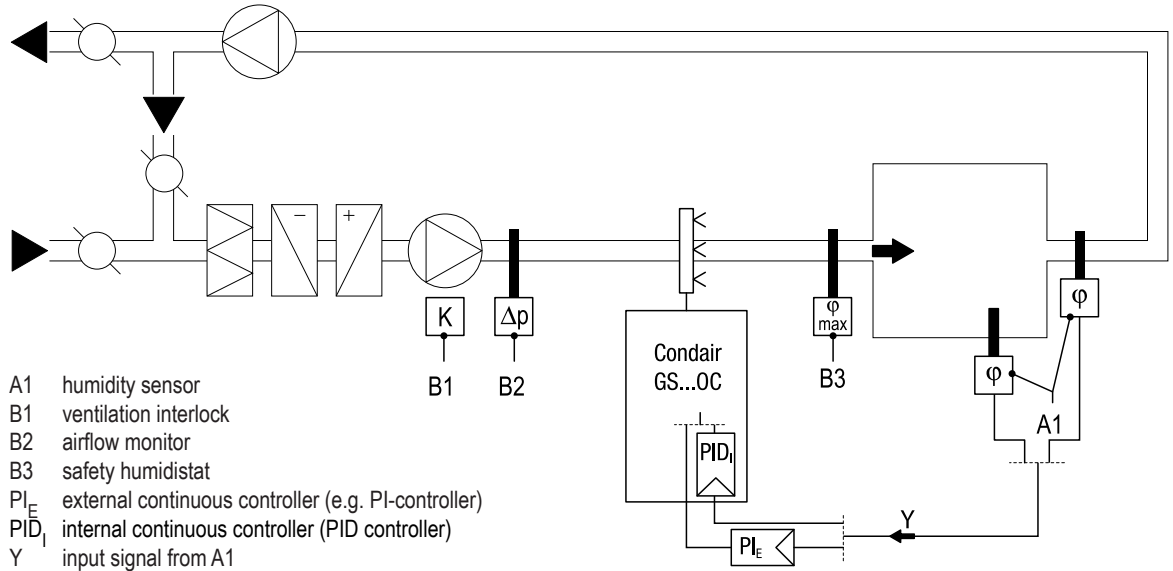 − +
K
Δp
φ
max
φ
φ
B1
B2
B3
A1
Condair
GS...OC
PIDI
PIE
Y
A1 humidity sensor
B1 ventilation interlock
B2 airflow monitor
B3 safety humidistat
PIE external continuous controller (e.g. PI-controller)
PIDI internal continuous controller (PID controller)
Y input signal from A1